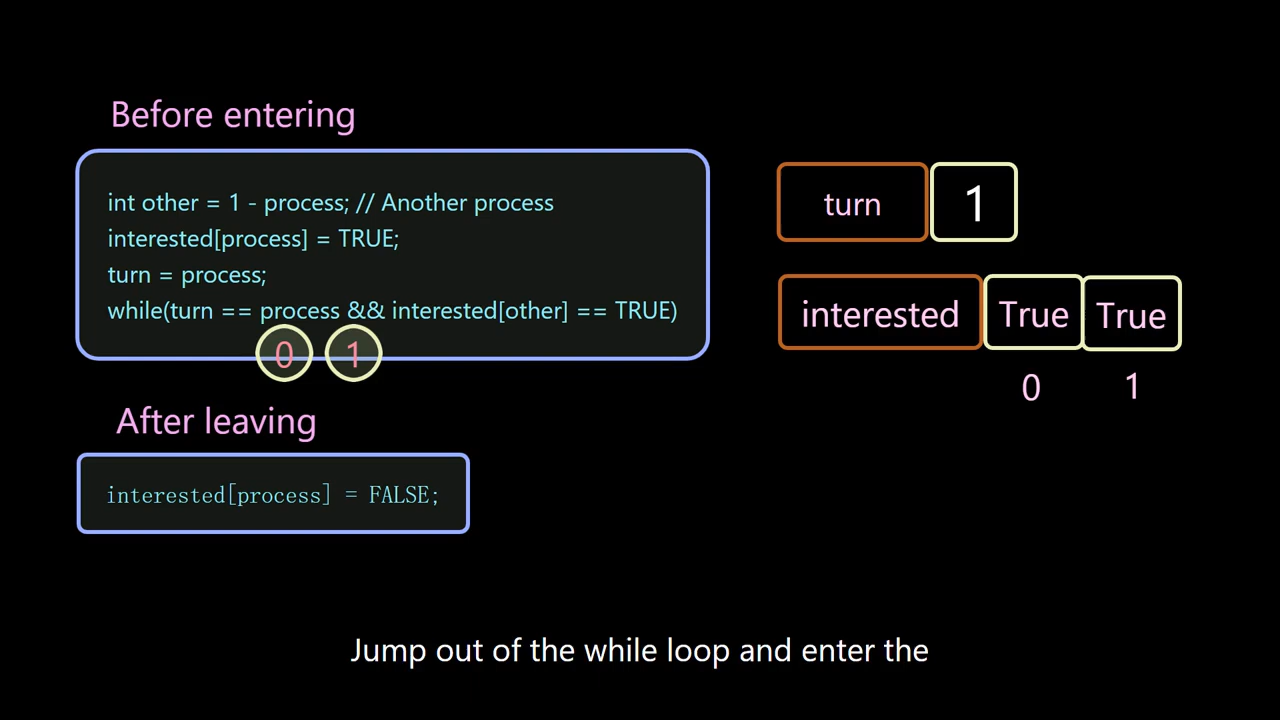 Before entering
int other = 1 - process; // Another process
interested[process] = TRUE;
turn = process;
while(turn == process && interested[other] == TRUE)
0 1
After leaving
interested[process] = FALSE;
turn 1
interested True True
0 1
Jump out of the while loop and enter the